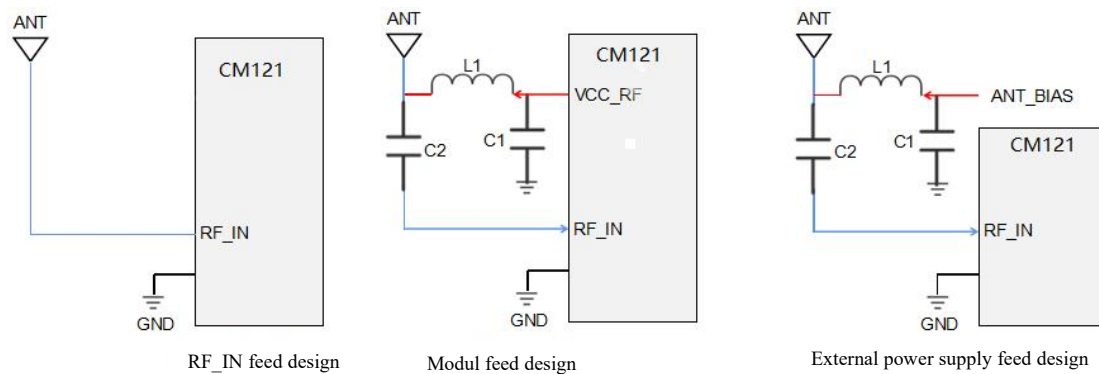 ANT
CM121
RF_IN
GND
RF_IN feed design
ANT
L1
CM121
VCC_RF
C2
C1
RF_IN
GND
Modul feed design
ANT
L1
ANT_BIAS
C2
C1
CM121
RF_IN
GND
External power supply feed design